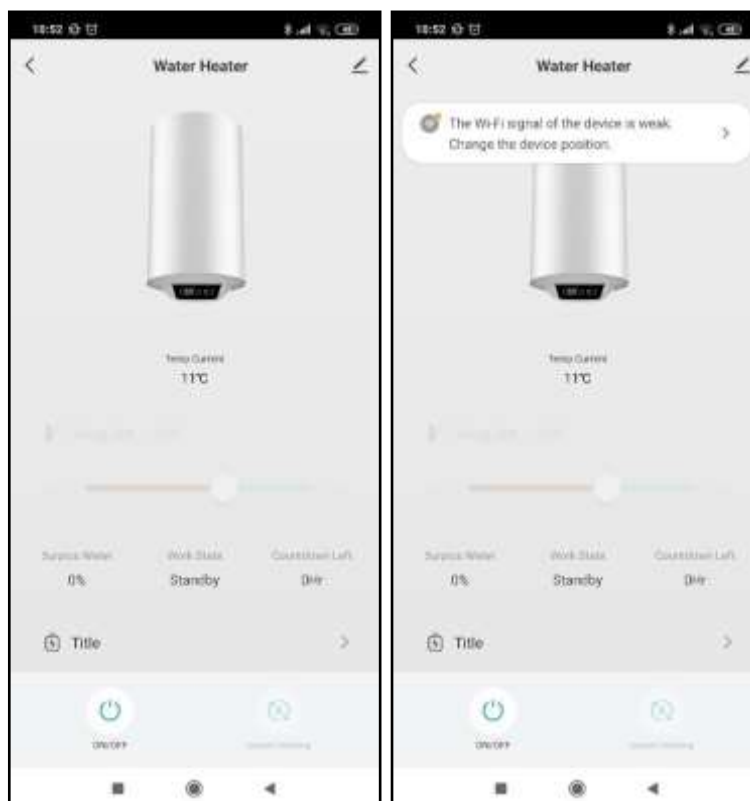 18:52
Water Heater
Temp Current
11°C
Surplus Water
Work State
Countdown Left
0%
Standby
0Hr
Title
ON/OFF
18:52
Water Heater
The Wi-Fi signal of the device is weak.
Change the device position.
Temp Current
11°C
Surplus Water
Work State
Countdown Left
0%
Standby
0Hr
Title
ON/OFF